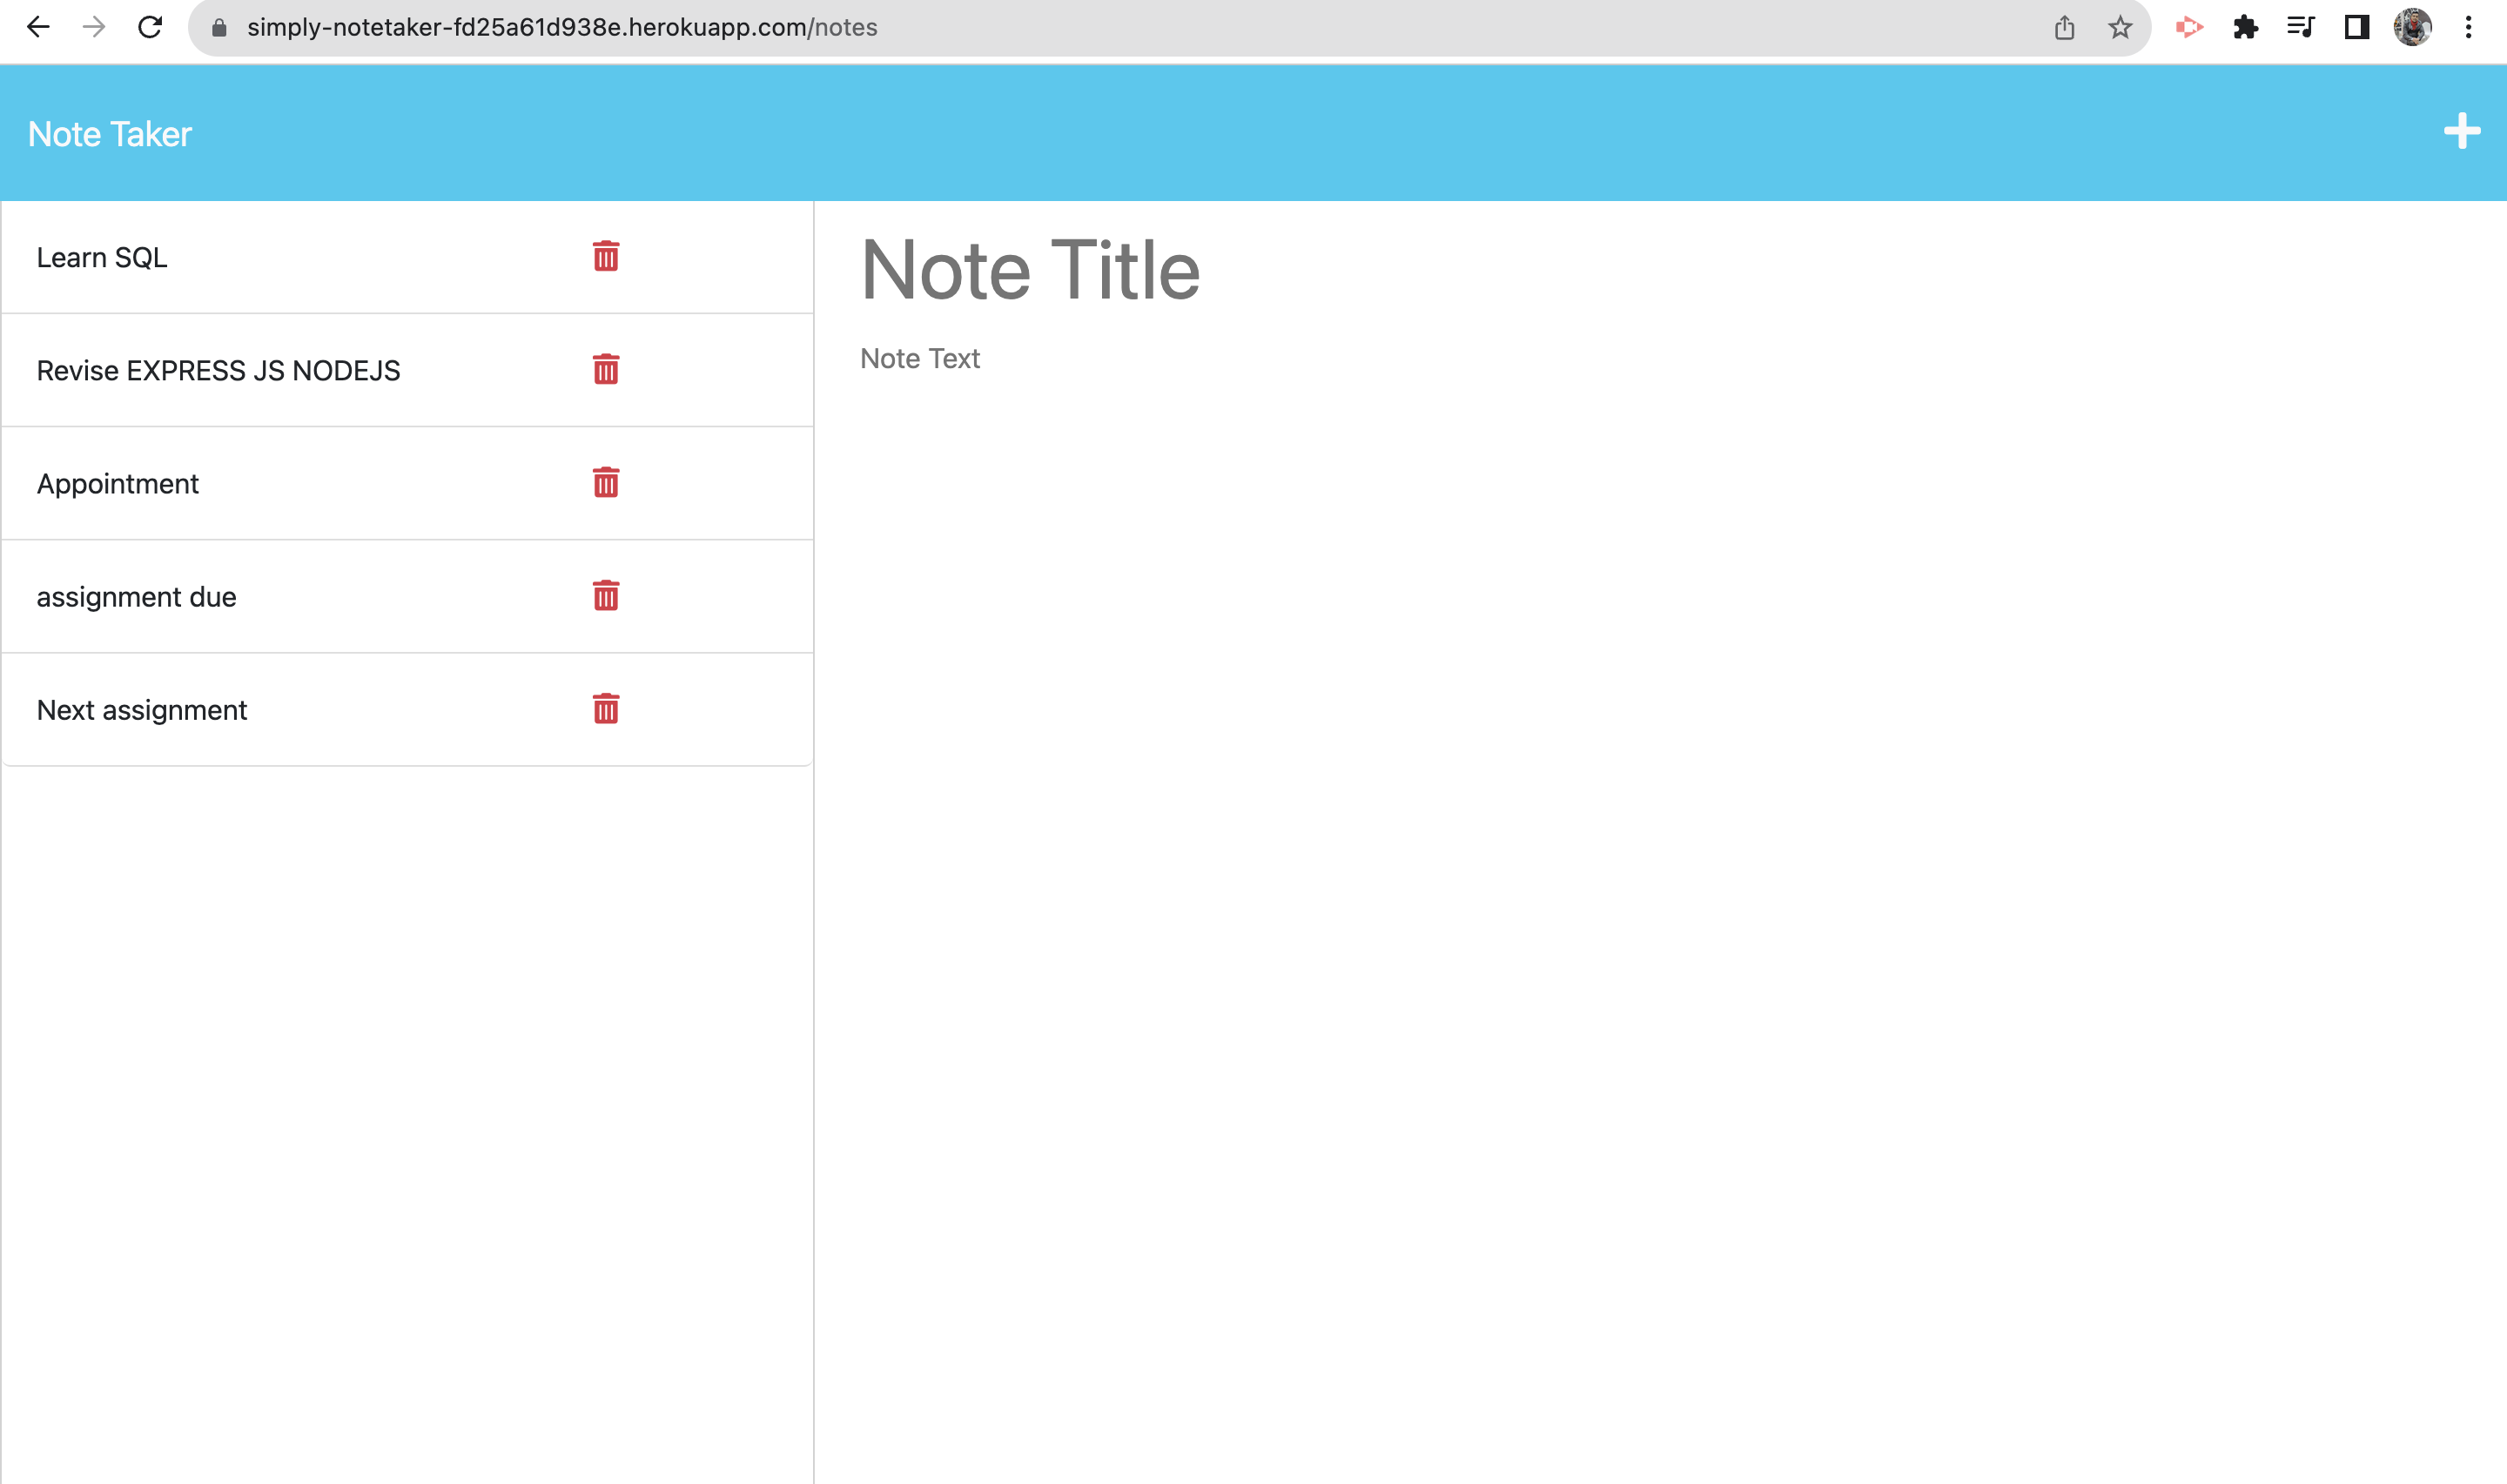 simply-notetaker-fd25a61d938e.herokuapp.com/notes
Note Taker
Learn SQL
Revise EXPRESS JS NODEJS
Appointment
assignment due
Next assignment
Note Title
Note Text